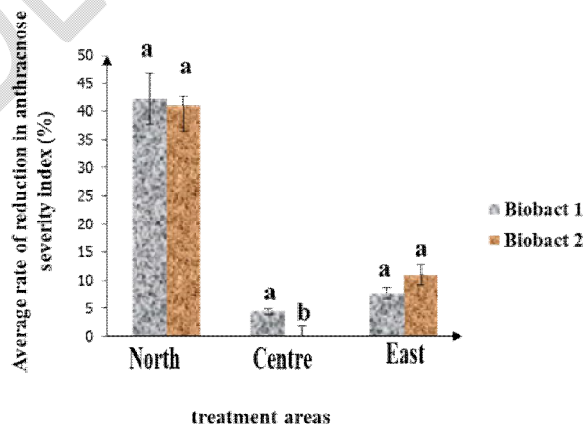 Average rate of reduction in anthracnose
severity index (%)
50
45
40
35
30
25
20
15
10
5
0
a
a
a
b
a
a
North
Centre
East
treatment areas
Biobact 1
Biobact 2